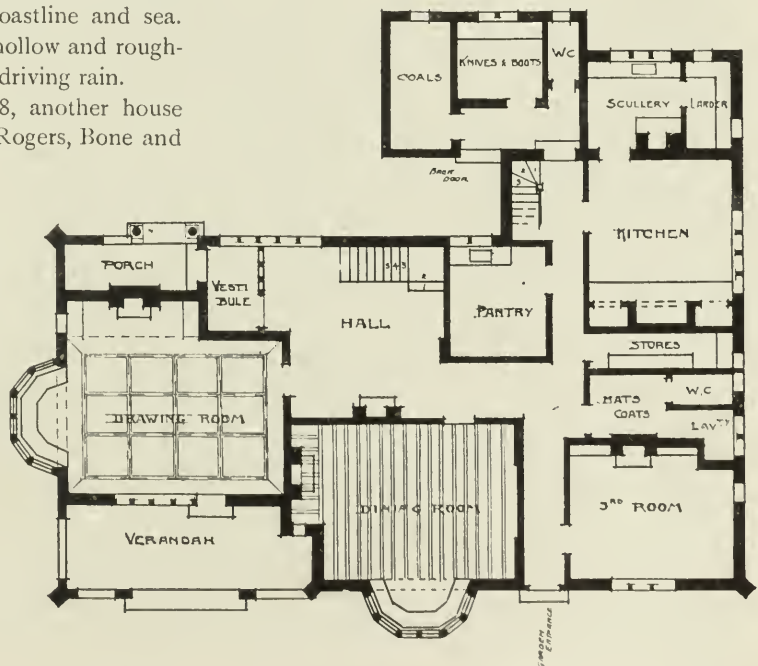 oastline and sea.
hollow and rough-
driving rain.
8, another house
Rogers, Bone and
COALS
KNIVES & BOOTS
WC
SCULLERY
LARDER
BACK
DOOR
KITCHEN
PORCH
VESTI
BULE
HALL
PANTRY
STORES
HATS
COATS
W.C
LAVTY
DRAWING ROOM
DINING ROOM
3RD ROOM
VERANDAH
GARDEN
ENTRANCE